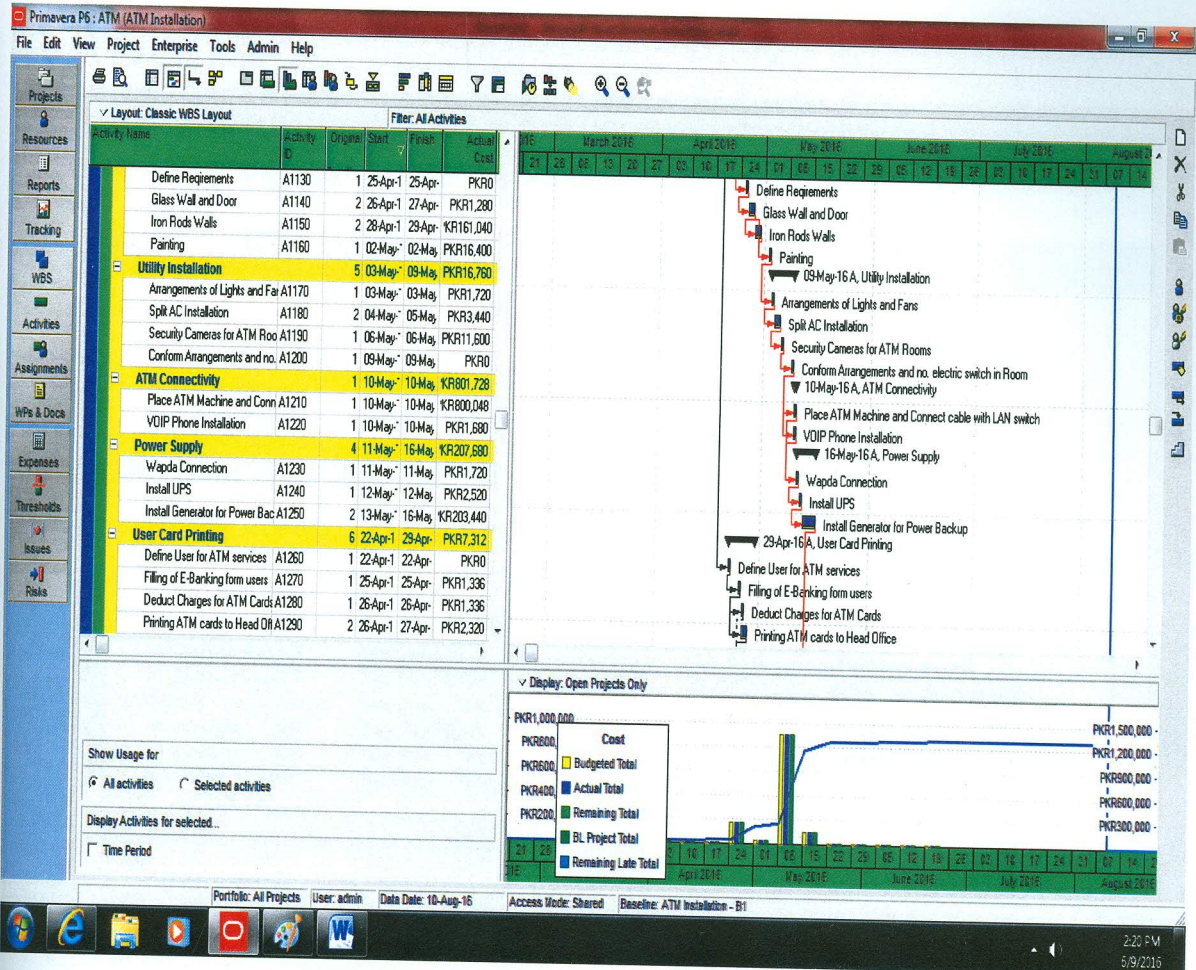 Primavera P6 : ATM (ATM Installation)
File Edit View Project Enterprise Tools Admin Help
Projects
Resources
Reports
Tracking
WBS
Activities
Assignments
WPs & Docs
Expenses
Thresholds
Issues
Risks
Layout: Classic WBS Layout Filter: All Activities
Activity Name Activity ID Original Start Finish Actual Cost
Define Reqirements A1130 1 25-Apr-1 25-Apr- PKR0
Glass Wall and Door A1140 2 26-Apr-1 27-Apr- PKR1,280
Iron Rods Walls A1150 2 28-Apr-1 29-Apr- KR161,040
Painting A1160 1 02-May- 02-May PKR16,400
Utility Installation 5 03-May- 09-May PKR16,760
Arrangements of Lights and Far A1170 1 03-May- 03-May PKR1,720
Split AC Installation A1180 2 04-May- 05-May PKR3,440
Security Cameras for ATM Roo A1190 1 06-May- 06-May PKR11,600
Conform Arrangements and no. A1200 1 09-May- 09-May PKR0
ATM Connectivity 1 10-May- 10-May KR801,728
Place ATM Machine and Conn A1210 1 10-May- 10-May KR800,048
VOIP Phone Installation A1220 1 10-May- 10-May PKR1,680
Power Supply 4 11-May- 16-May KR207,680
Wapda Connection A1230 1 11-May- 11-May PKR1,720
Install UPS A1240 1 12-May- 12-May PKR2,520
Install Generator for Power Bac A1250 2 13-May- 16-May KR203,440
User Card Printing 6 22-Apr-1 29-Apr- PKR7,312
Define User for ATM services A1260 1 22-Apr-1 22-Apr- PKR0
Filling of E-Banking form users A1270 1 25-Apr-1 25-Apr- PKR1,336
Deduct Charges for ATM Cards A1280 1 26-Apr-1 26-Apr- PKR1,336
Printing ATM cards to Head Off A1290 2 26-Apr-1 27-Apr- PKR2,320
March 2016 April 2016 May 2016 June 2016 July 2016 August 2
Define Reqirements
Glass Wall and Door
Iron Rods Walls
Painting
09-May-16 A, Utility Installation
Arrangements of Lights and Fans
Split AC Installation
Security Cameras for ATM Rooms
Conform Arrangements and no. electric switch in Room
10-May-16 A, ATM Connectivity
Place ATM Machine and Connect cable with LAN switch
VOIP Phone Installation
16-May-16 A, Power Supply
Wapda Connection
Install UPS
Install Generator for Power Backup
29-Apr-16 A, User Card Printing
Define User for ATM services
Filling of E-Banking form users
Deduct Charges for ATM Cards
Printing ATM cards to Head Office
Show Usage for
All activities Selected activities
Display Activities for selected...
Time Period
Display: Open Projects Only
PKR1,000,000
PKR800,
PKR600,
PKR400,
PKR200,
Cost
Budgeted Total
Actual Total
Remaining Total
BL Project Total
Remaining Late Total
PKR1,500,000
PKR1,200,000
PKR900,000
PKR600,000
PKR300,000
April 2016 May 2016 June 2016 July 2016 August 2016
Portfolio: All Projects User: admin Data Date: 10-Aug-16 Access Mode: Shared Baseline: ATM Installation - B1
2:20 PM
5/9/2016